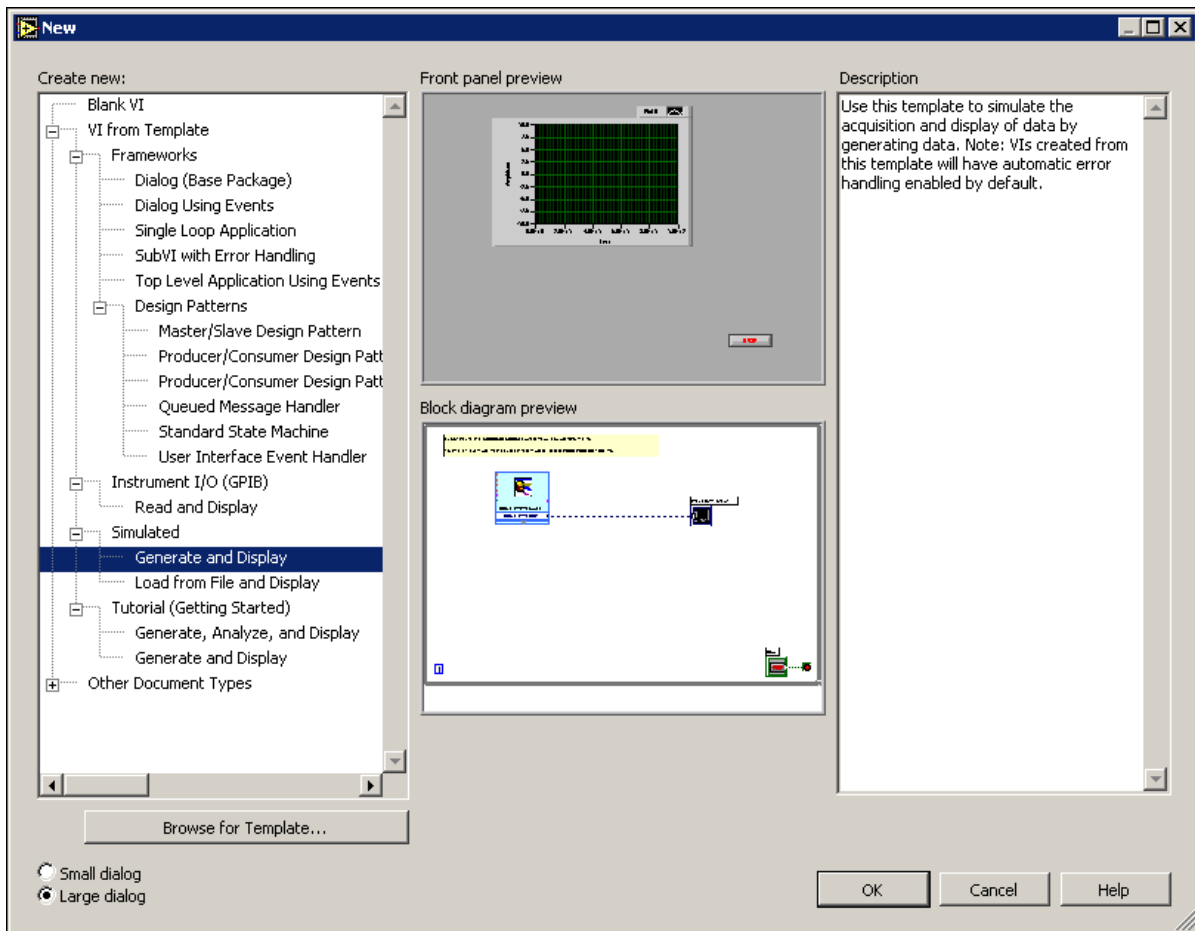 New
Create new:
Blank VI
VI from Template
Frameworks
Dialog (Base Package)
Dialog Using Events
Single Loop Application
SubVI with Error Handling
Top Level Application Using Events
Design Patterns
Master/Slave Design Pattern
Producer/Consumer Design Patt
Producer/Consumer Design Patt
Queued Message Handler
Standard State Machine
User Interface Event Handler
Instrument I/O (GPIB)
Read and Display
Simulated
Generate and Display
Load from File and Display
Tutorial (Getting Started)
Generate, Analyze, and Display
Generate and Display
Other Document Types
Browse for Template...
Small dialog
Large dialog
Front panel preview
Block diagram preview
Description
Use this template to simulate the
acquisition and display of data by
generating data. Note: VIs created from
this template will have automatic error
handling enabled by default.
OK
Cancel
Help